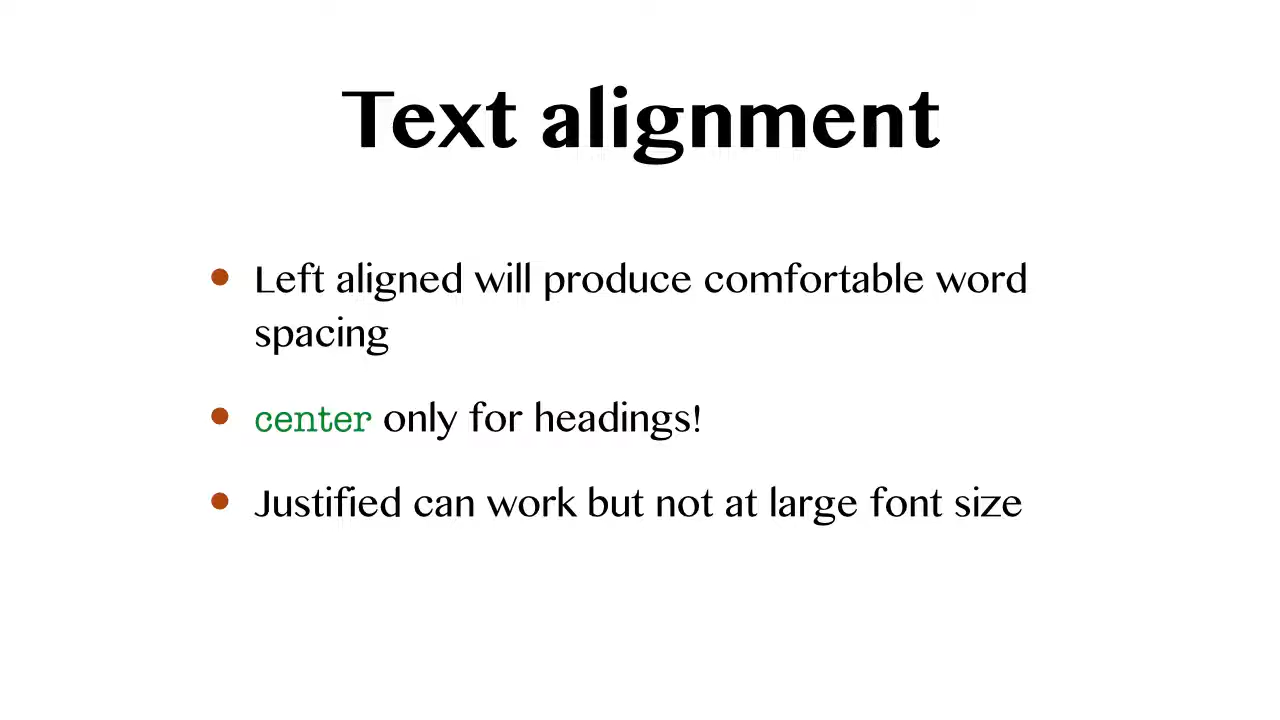 Text alignment
Left aligned will produce comfortable word
spacing
center only for headings!
Justified can work but not at large font size